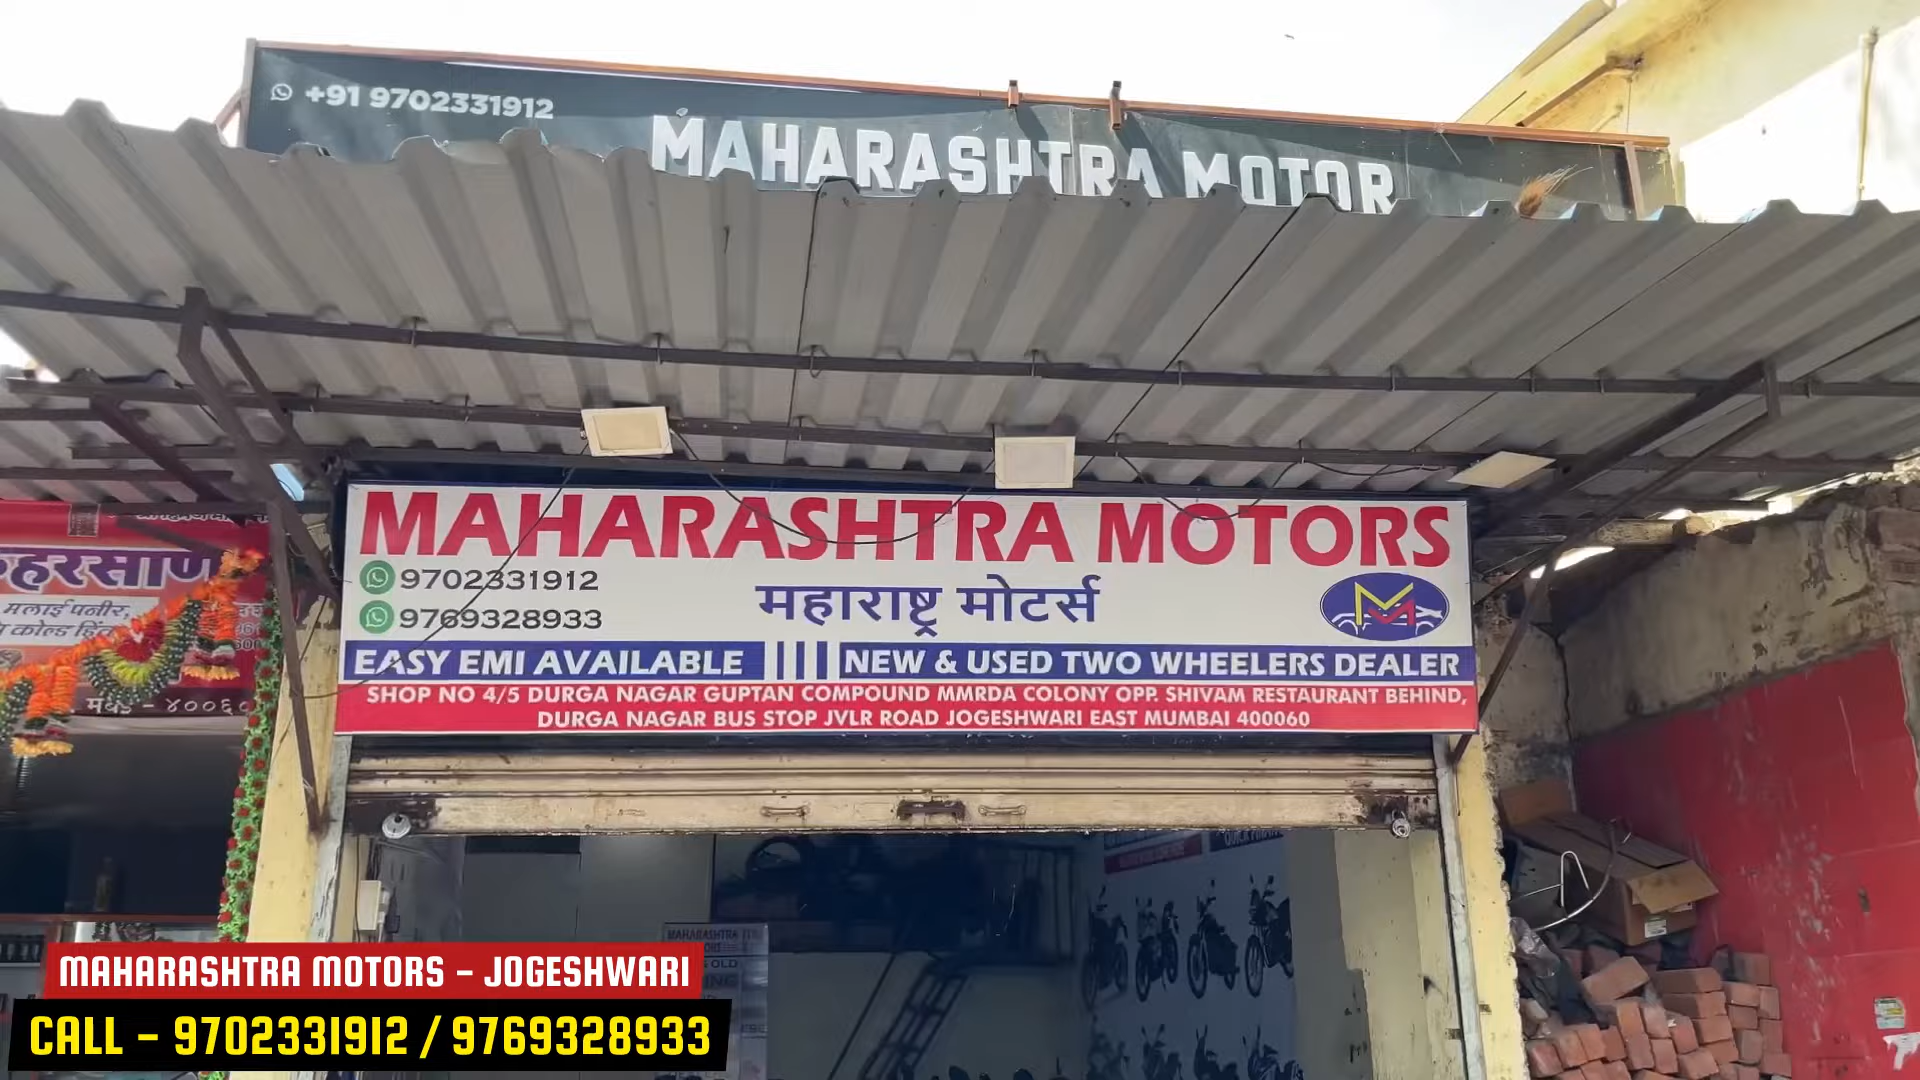 +91 9702331912
MAHARASHTRA MOTOR
MAHARASHTRA MOTORS
9702331912
महाराष्ट्र मोटर्स
9769328933
EASY EMI AVAILABLE
NEW & USED TWO WHEELERS DEALER
SHOP NO 4/5 DURGA NAGAR GUPTAN COMPOUND MMRDA COLONY OPP. SHIVAM RESTAURANT BEHIND,
DURGA NAGAR BUS STOP JVLR ROAD JOGESHWARI EAST MUMBAI 400060
मलाई पनीर,
कोल्ड
MAHARASHTRA
OLD
MAHARASHTRA MOTORS - JOGESHWARI
CALL - 9702331912 / 9769328933